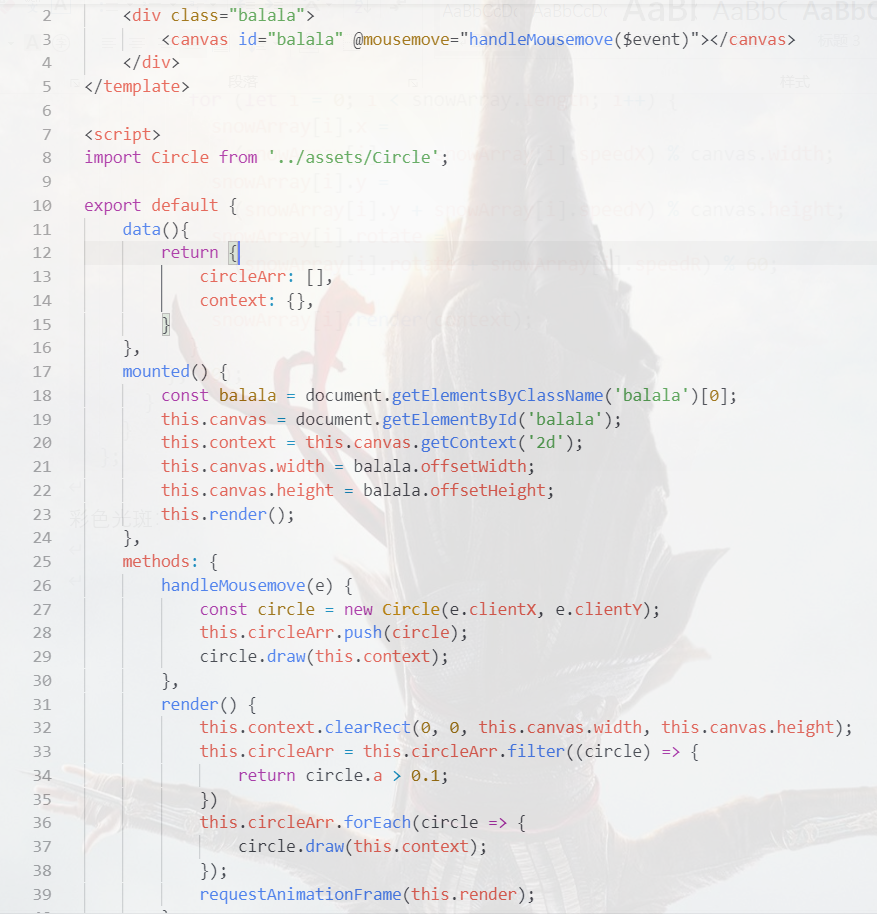 2 <div class="balala">
3 <canvas id="balala" @mousemove="handleMousemove($event)"></canvas>
4 </div>
5 </template>
6
7 <script>
8 import Circle from '../assets/Circle';
9
10 export default {
11 data(){
12 return {
13 circleArr: [],
14 context: {},
15 }
16 },
17 mounted() {
18 const balala = document.getElementsByClassName('balala')[0];
19 this.canvas = document.getElementById('balala');
20 this.context = this.canvas.getContext('2d');
21 this.canvas.width = balala.offsetWidth;
22 this.canvas.height = balala.offsetHeight;
23 this.render();
24 },
25 methods: {
26 handleMousemove(e) {
27 const circle = new Circle(e.clientX, e.clientY);
28 this.circleArr.push(circle);
29 circle.draw(this.context);
30 },
31 render() {
32 this.context.clearRect(0, 0, this.canvas.width, this.canvas.height);
33 this.circleArr = this.circleArr.filter((circle) => {
34 return circle.a > 0.1;
35 })
36 this.circleArr.forEach(circle => {
37 circle.draw(this.context);
38 });
39 requestAnimationFrame(this.render);